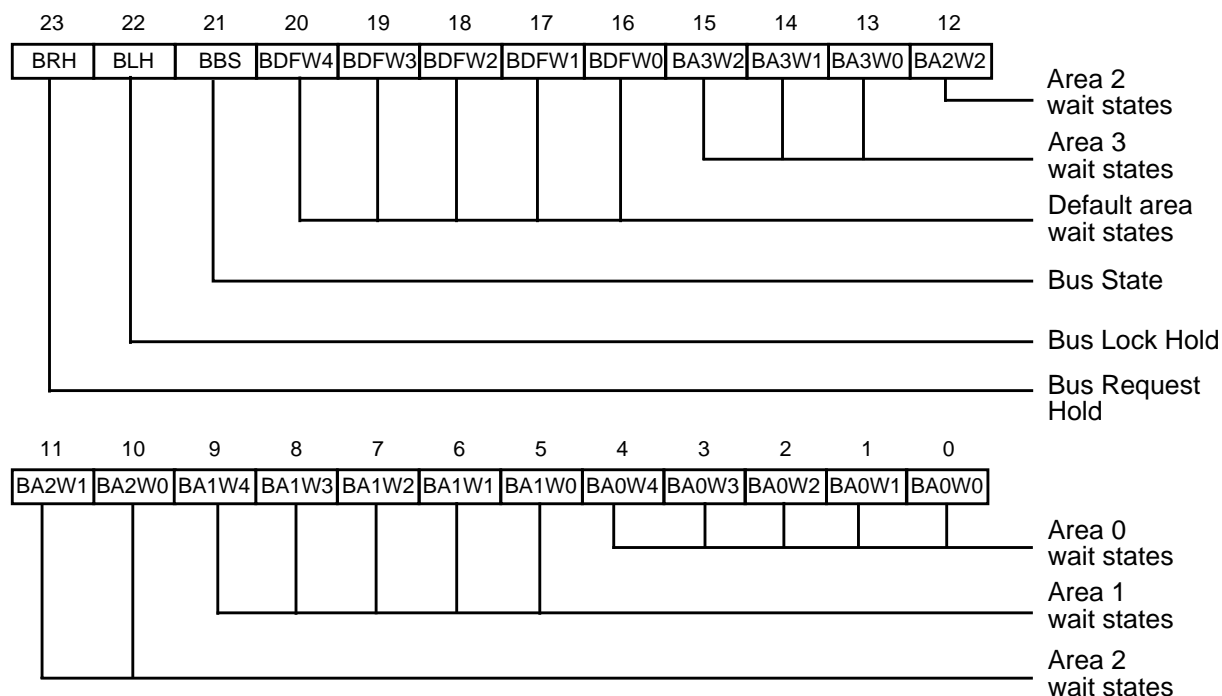 23 22 21 20 19 18 17 16 15 14 13 12
BRH BLH BBS BDFW4 BDFW3 BDFW2 BDFW1 BDFW0 BA3W2 BA3W1 BA3W0 BA2W2
Area 2
wait states
Area 3
wait states
Default area
wait states
Bus State
Bus Lock Hold
Bus Request
Hold
11 10 9 8 7 6 5 4 3 2 1 0
BA2W1 BA2W0 BA1W4 BA1W3 BA1W2 BA1W1 BA1W0 BA0W4 BA0W3 BA0W2 BA0W1 BA0W0
Area 0
wait states
Area 1
wait states
Area 2
wait states